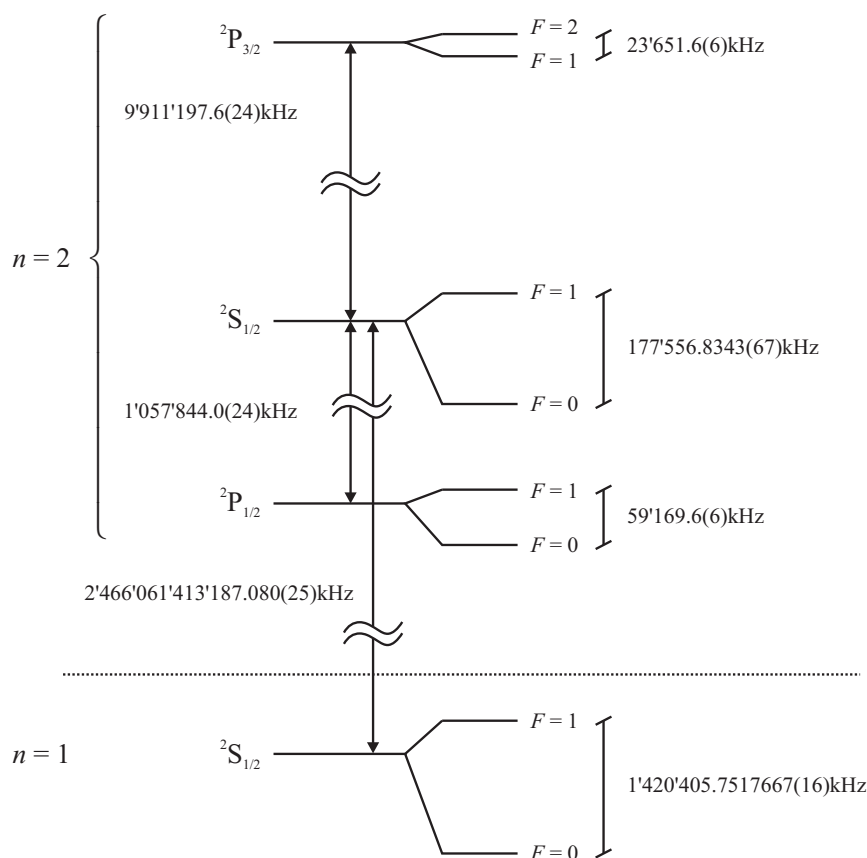 ²P₃/₂
F = 2
23'651.6(6)kHz
F = 1
9'911'197.6(24)kHz
n = 2
F = 1
²S₁/₂
177'556.8343(67)kHz
1'057'844.0(24)kHz
F = 0
²P₁/₂
F = 1
59'169.6(6)kHz
F = 0
2'466'061'413'187.080(25)kHz
F = 1
n = 1
²S₁/₂
1'420'405.7517667(16)kHz
F = 0